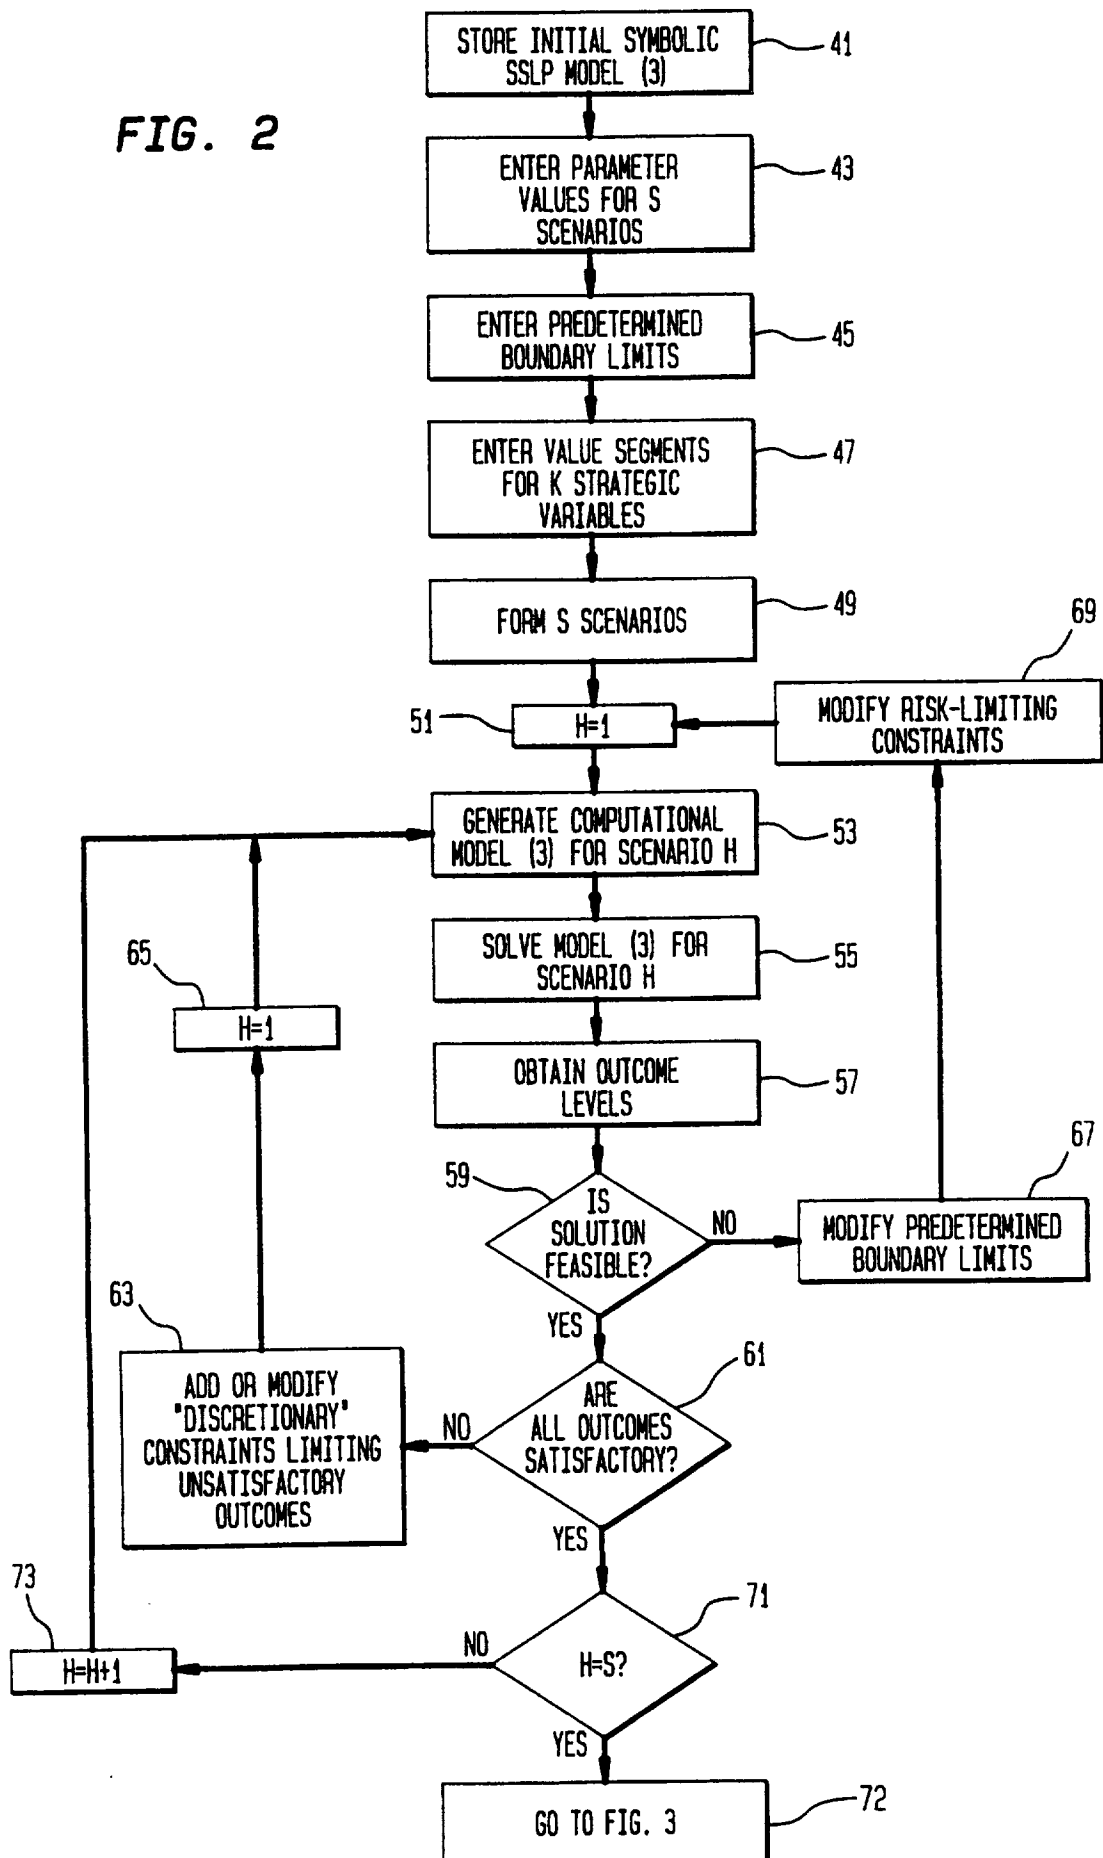 FIG. 2
STORE INITIAL SYMBOLIC
SSLP MODEL (3)
41
ENTER PARAMETER
VALUES FOR S
SCENARIOS
43
ENTER PREDETERMINED
BOUNDARY LIMITS
45
ENTER VALUE SEGMENTS
FOR K STRATEGIC
VARIABLES
47
FORM S SCENARIOS
49
51
H=1
MODIFY RISK-LIMITING
CONSTRAINTS
69
GENERATE COMPUTATIONAL
MODEL (3) FOR SCENARIO H
53
SOLVE MODEL (3) FOR
SCENARIO H
55
65
H=1
OBTAIN OUTCOME
LEVELS
57
59
IS
SOLUTION
FEASIBLE?
NO
YES
MODIFY PREDETERMINED
BOUNDARY LIMITS
67
63
ADD OR MODIFY
"DISCRETIONARY"
CONSTRAINTS LIMITING
UNSATISFACTORY
OUTCOMES
NO
ARE
ALL OUTCOMES
SATISFACTORY?
61
YES
73
H=H+1
NO
H=S?
71
YES
GO TO FIG. 3
72